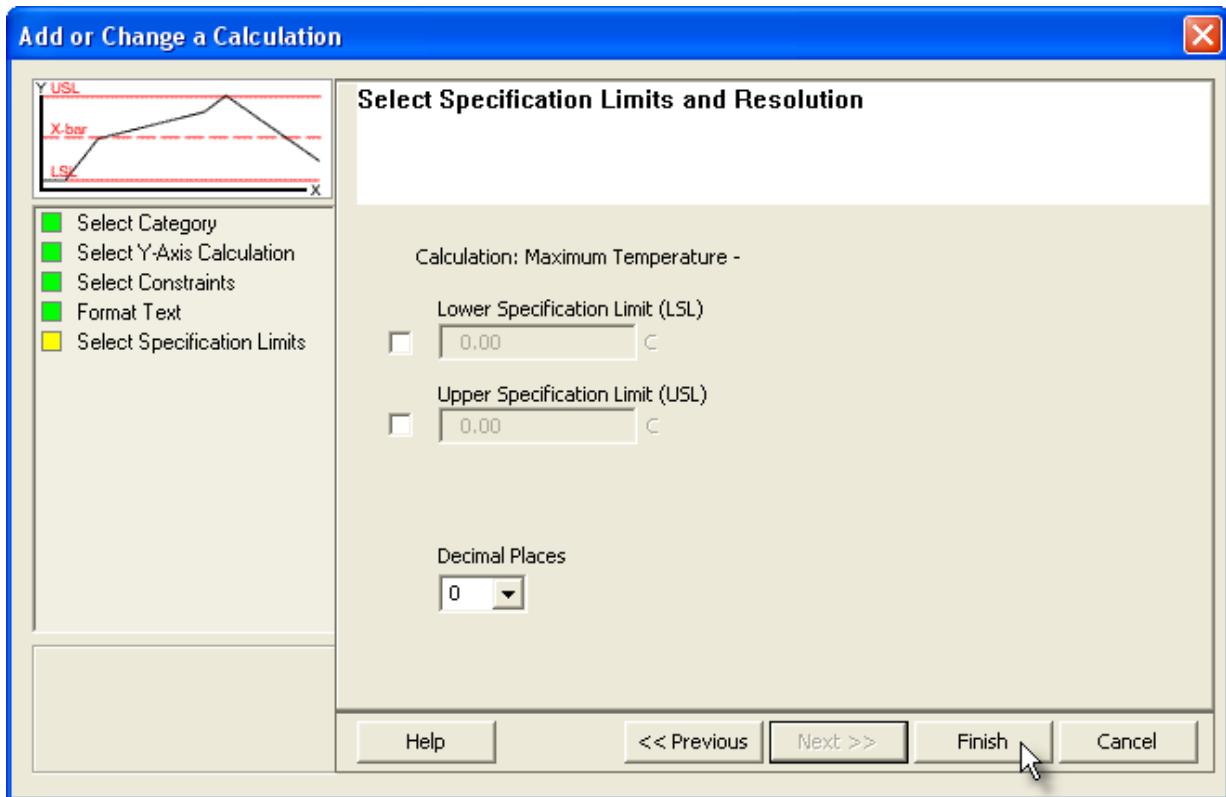 Add or Change a Calculation
Y USL
X-bar
LSL
X
Select Category
Select Y-Axis Calculation
Select Constraints
Format Text
Select Specification Limits
Select Specification Limits and Resolution
Calculation: Maximum Temperature -
Lower Specification Limit (LSL)
0.00 C
Upper Specification Limit (USL)
0.00 C
Decimal Places
0
Help << Previous Next >> Finish Cancel